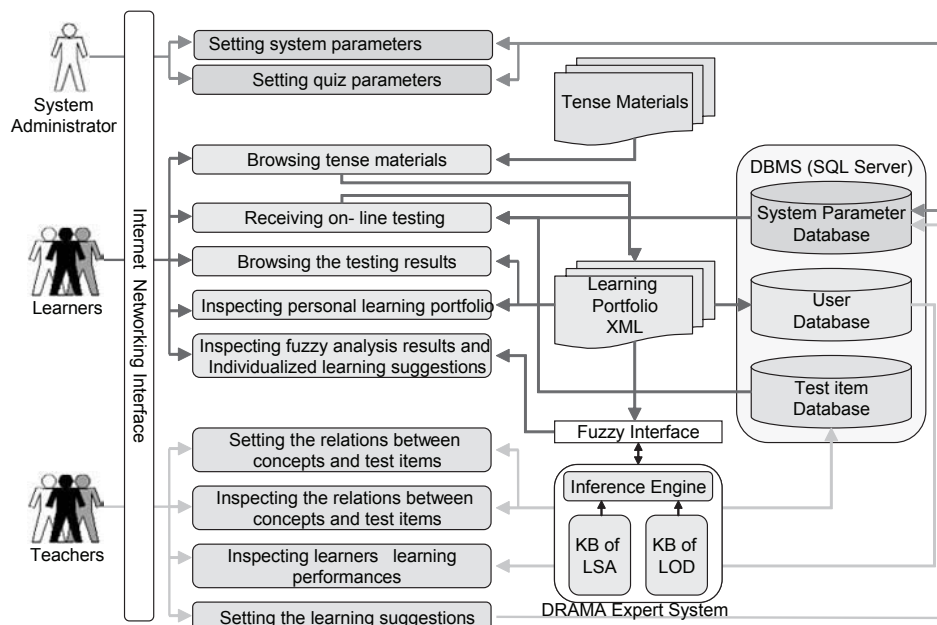 Setting system parameters
Setting quiz parameters
System
Administrator
Tense Materials
Browsing tense materials
Receiving on- line testing
Browsing the testing results
Inspecting personal learning portfolio
Inspecting fuzzy analysis results and
Individualized learning suggestions
Learners
Internet Networking Interface
Learning
Portfolio
XML
DBMS (SQL Server)
System Parameter
Database
User
Database
Test item
Database
Fuzzy Interface
Setting the relations between
concepts and test items
Inspecting the relations between
concepts and test items
Inspecting learners learning
performances
Setting the learning suggestions
Teachers
Inference Engine
KB of
LSA
KB of
LOD
DRAMA Expert System